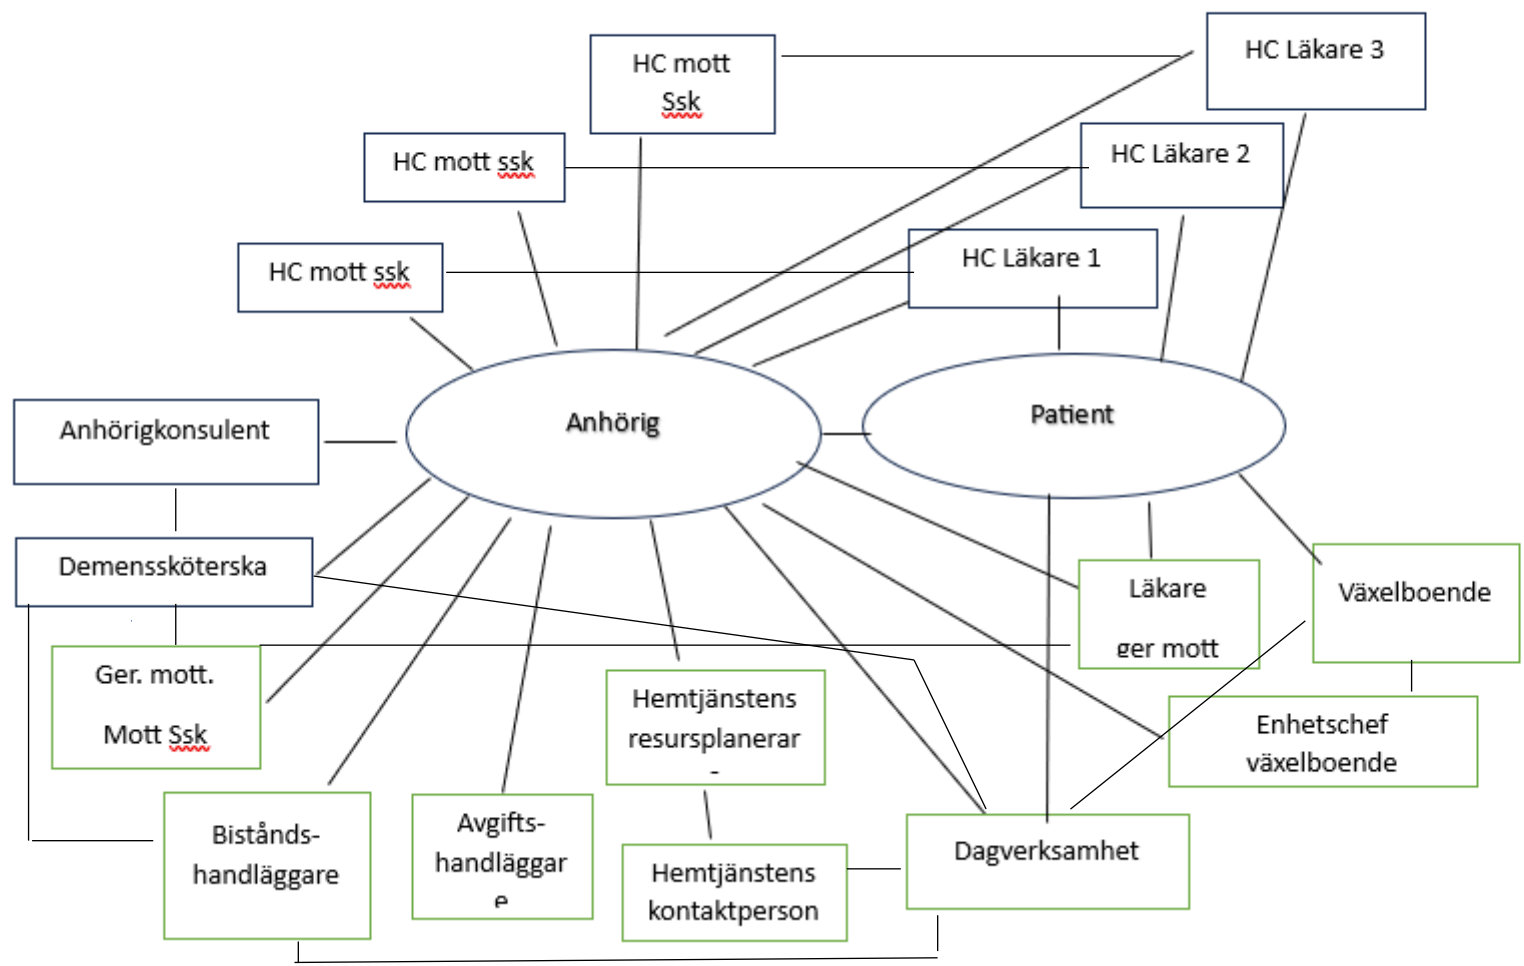 HC Läkare 3
HC mott
Ssk
HC mott ssk
HC Läkare 2
HC mott ssk
HC Läkare 1
Anhörig
Patient
Anhörigkonsulent
Demenssköterska
Läkare
ger mott
Växelboende
Ger. mott.
Mott Ssk
Hemtjänstens
resursplanerar
-
Enhetschef
växelboende
Bistånds-
handläggare
Avgifts-
handläggar
e
Hemtjänstens
kontaktperson
Dagverksamhet